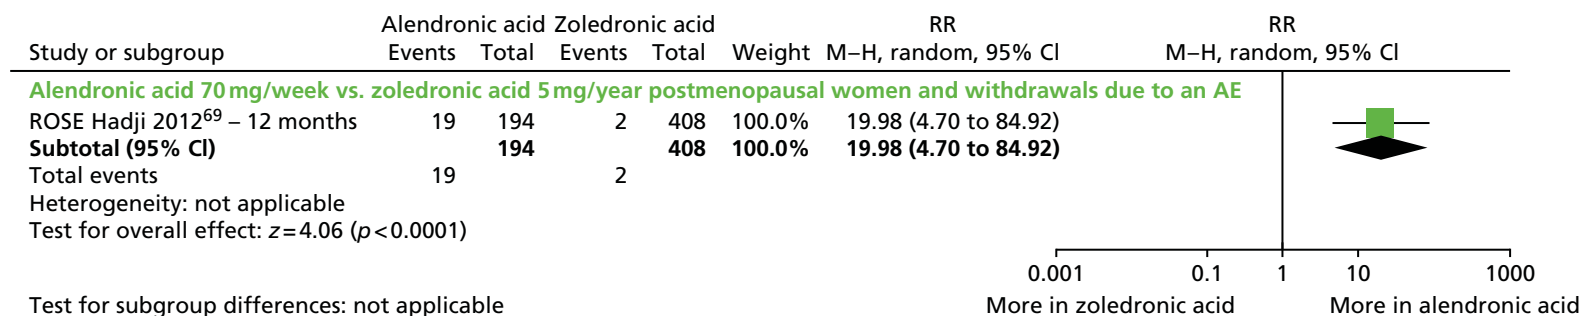 Alendronic acid Zoledronic acid RR RR
Study or subgroup Events Total Events Total Weight M–H, random, 95% Cl M–H, random, 95% Cl
Alendronic acid 70 mg/week vs. zoledronic acid 5 mg/year postmenopausal women and withdrawals due to an AE
ROSE Hadji 2012⁶⁹ – 12 months 19 194 2 408 100.0% 19.98 (4.70 to 84.92)
Subtotal (95% Cl) 194 408 100.0% 19.98 (4.70 to 84.92)
Total events 19 2
Heterogeneity: not applicable
Test for overall effect: z=4.06 (p<0.0001)
0.001 0.1 1 10 1000
Test for subgroup differences: not applicable More in zoledronic acid More in alendronic acid